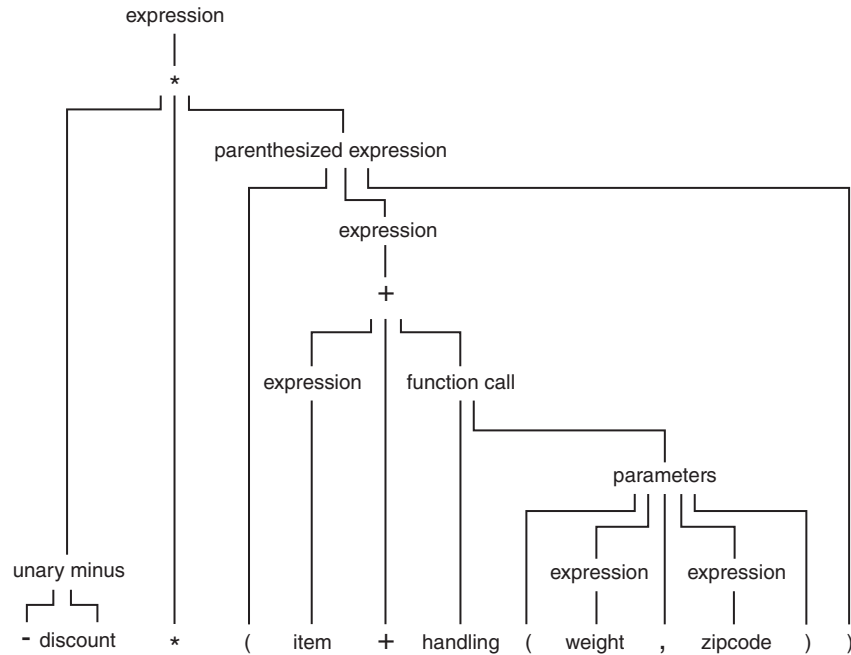 expression
*
parenthesized expression
expression
+
expression function call
parameters
unary minus expression expression
- discount * ( item + handling ( weight , zipcode ) )